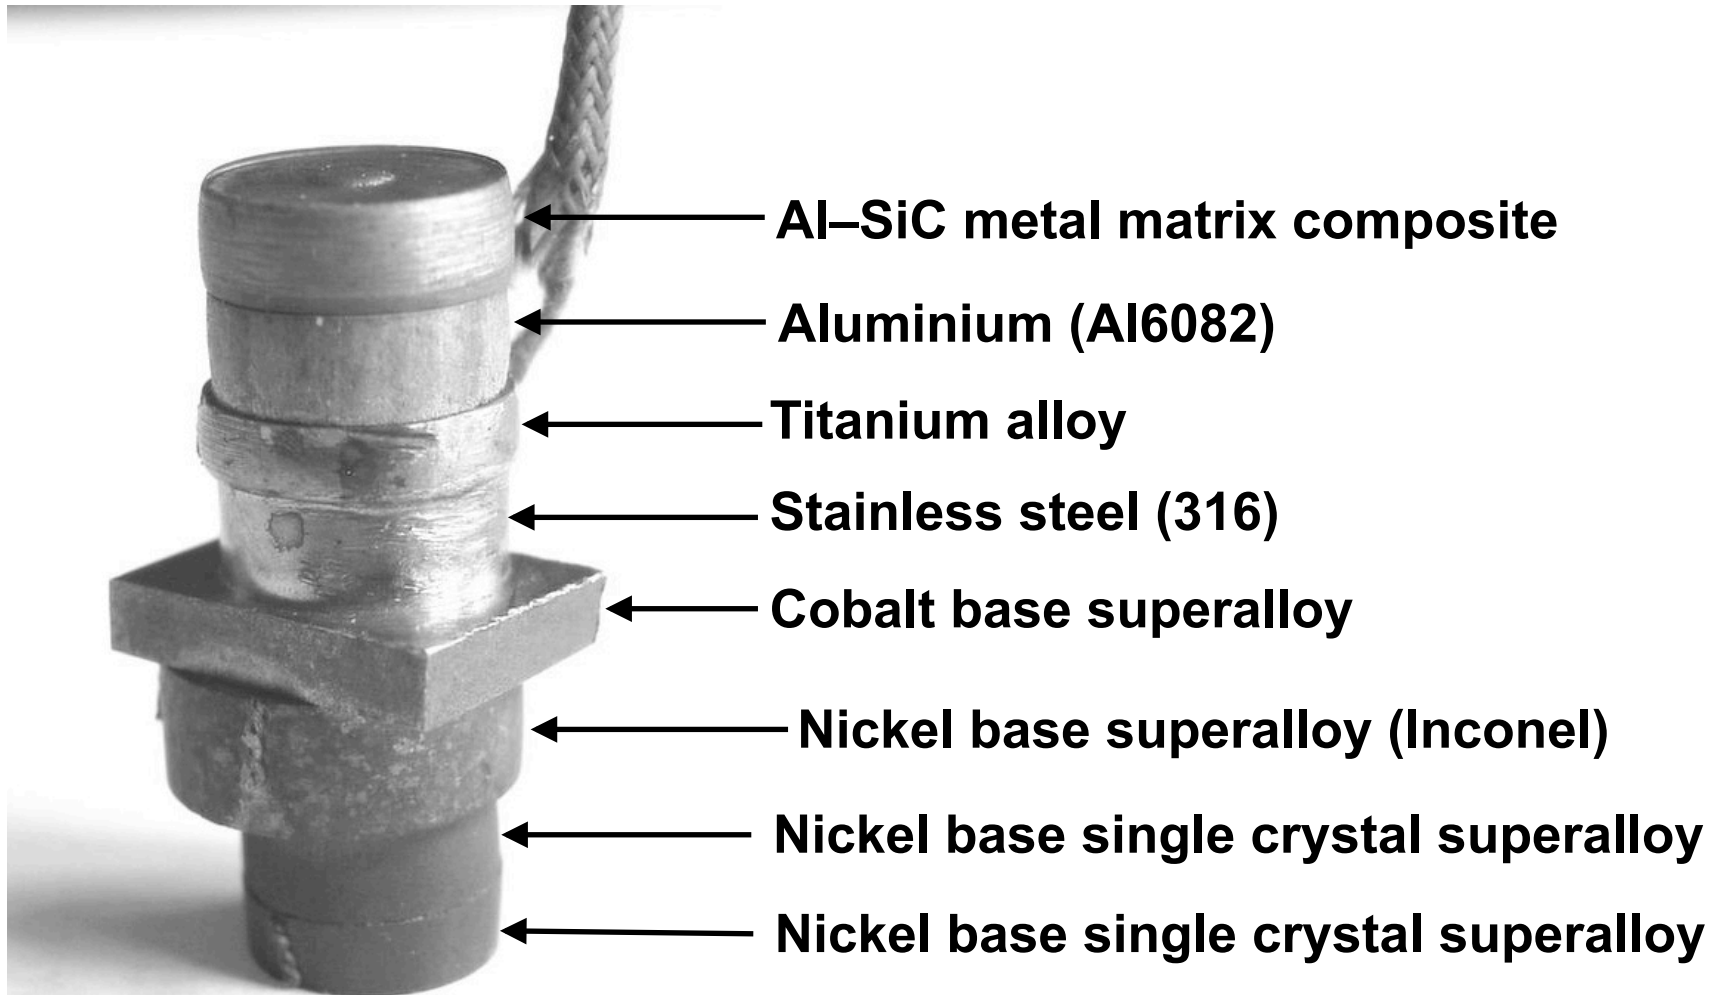 Al–SiC metal matrix composite
Aluminium (Al6082)
Titanium alloy
Stainless steel (316)
Cobalt base superalloy
Nickel base superalloy (Inconel)
Nickel base single crystal superalloy
Nickel base single crystal superalloy